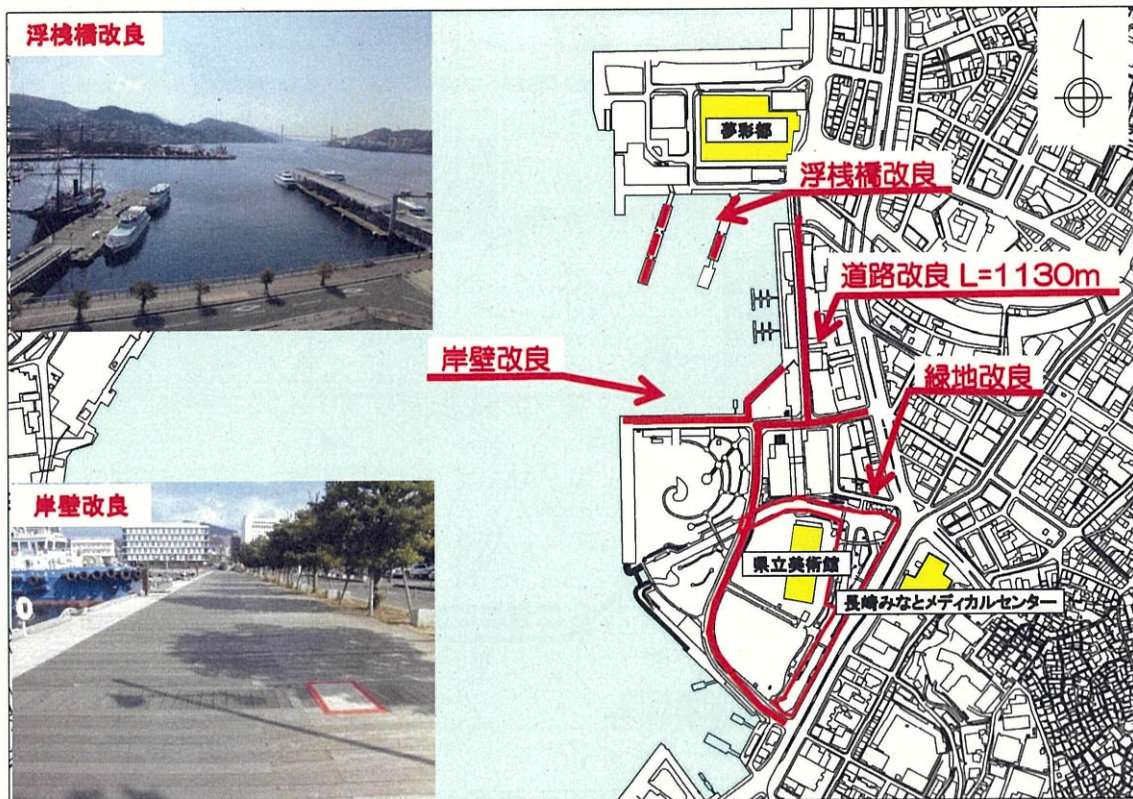 浮桟橋改良
夢彩都
浮桟橋改良
道路改良 L=1130m
岸壁改良
緑地改良
岸壁改良
県立美術館
長崎みなとメディカルセンター